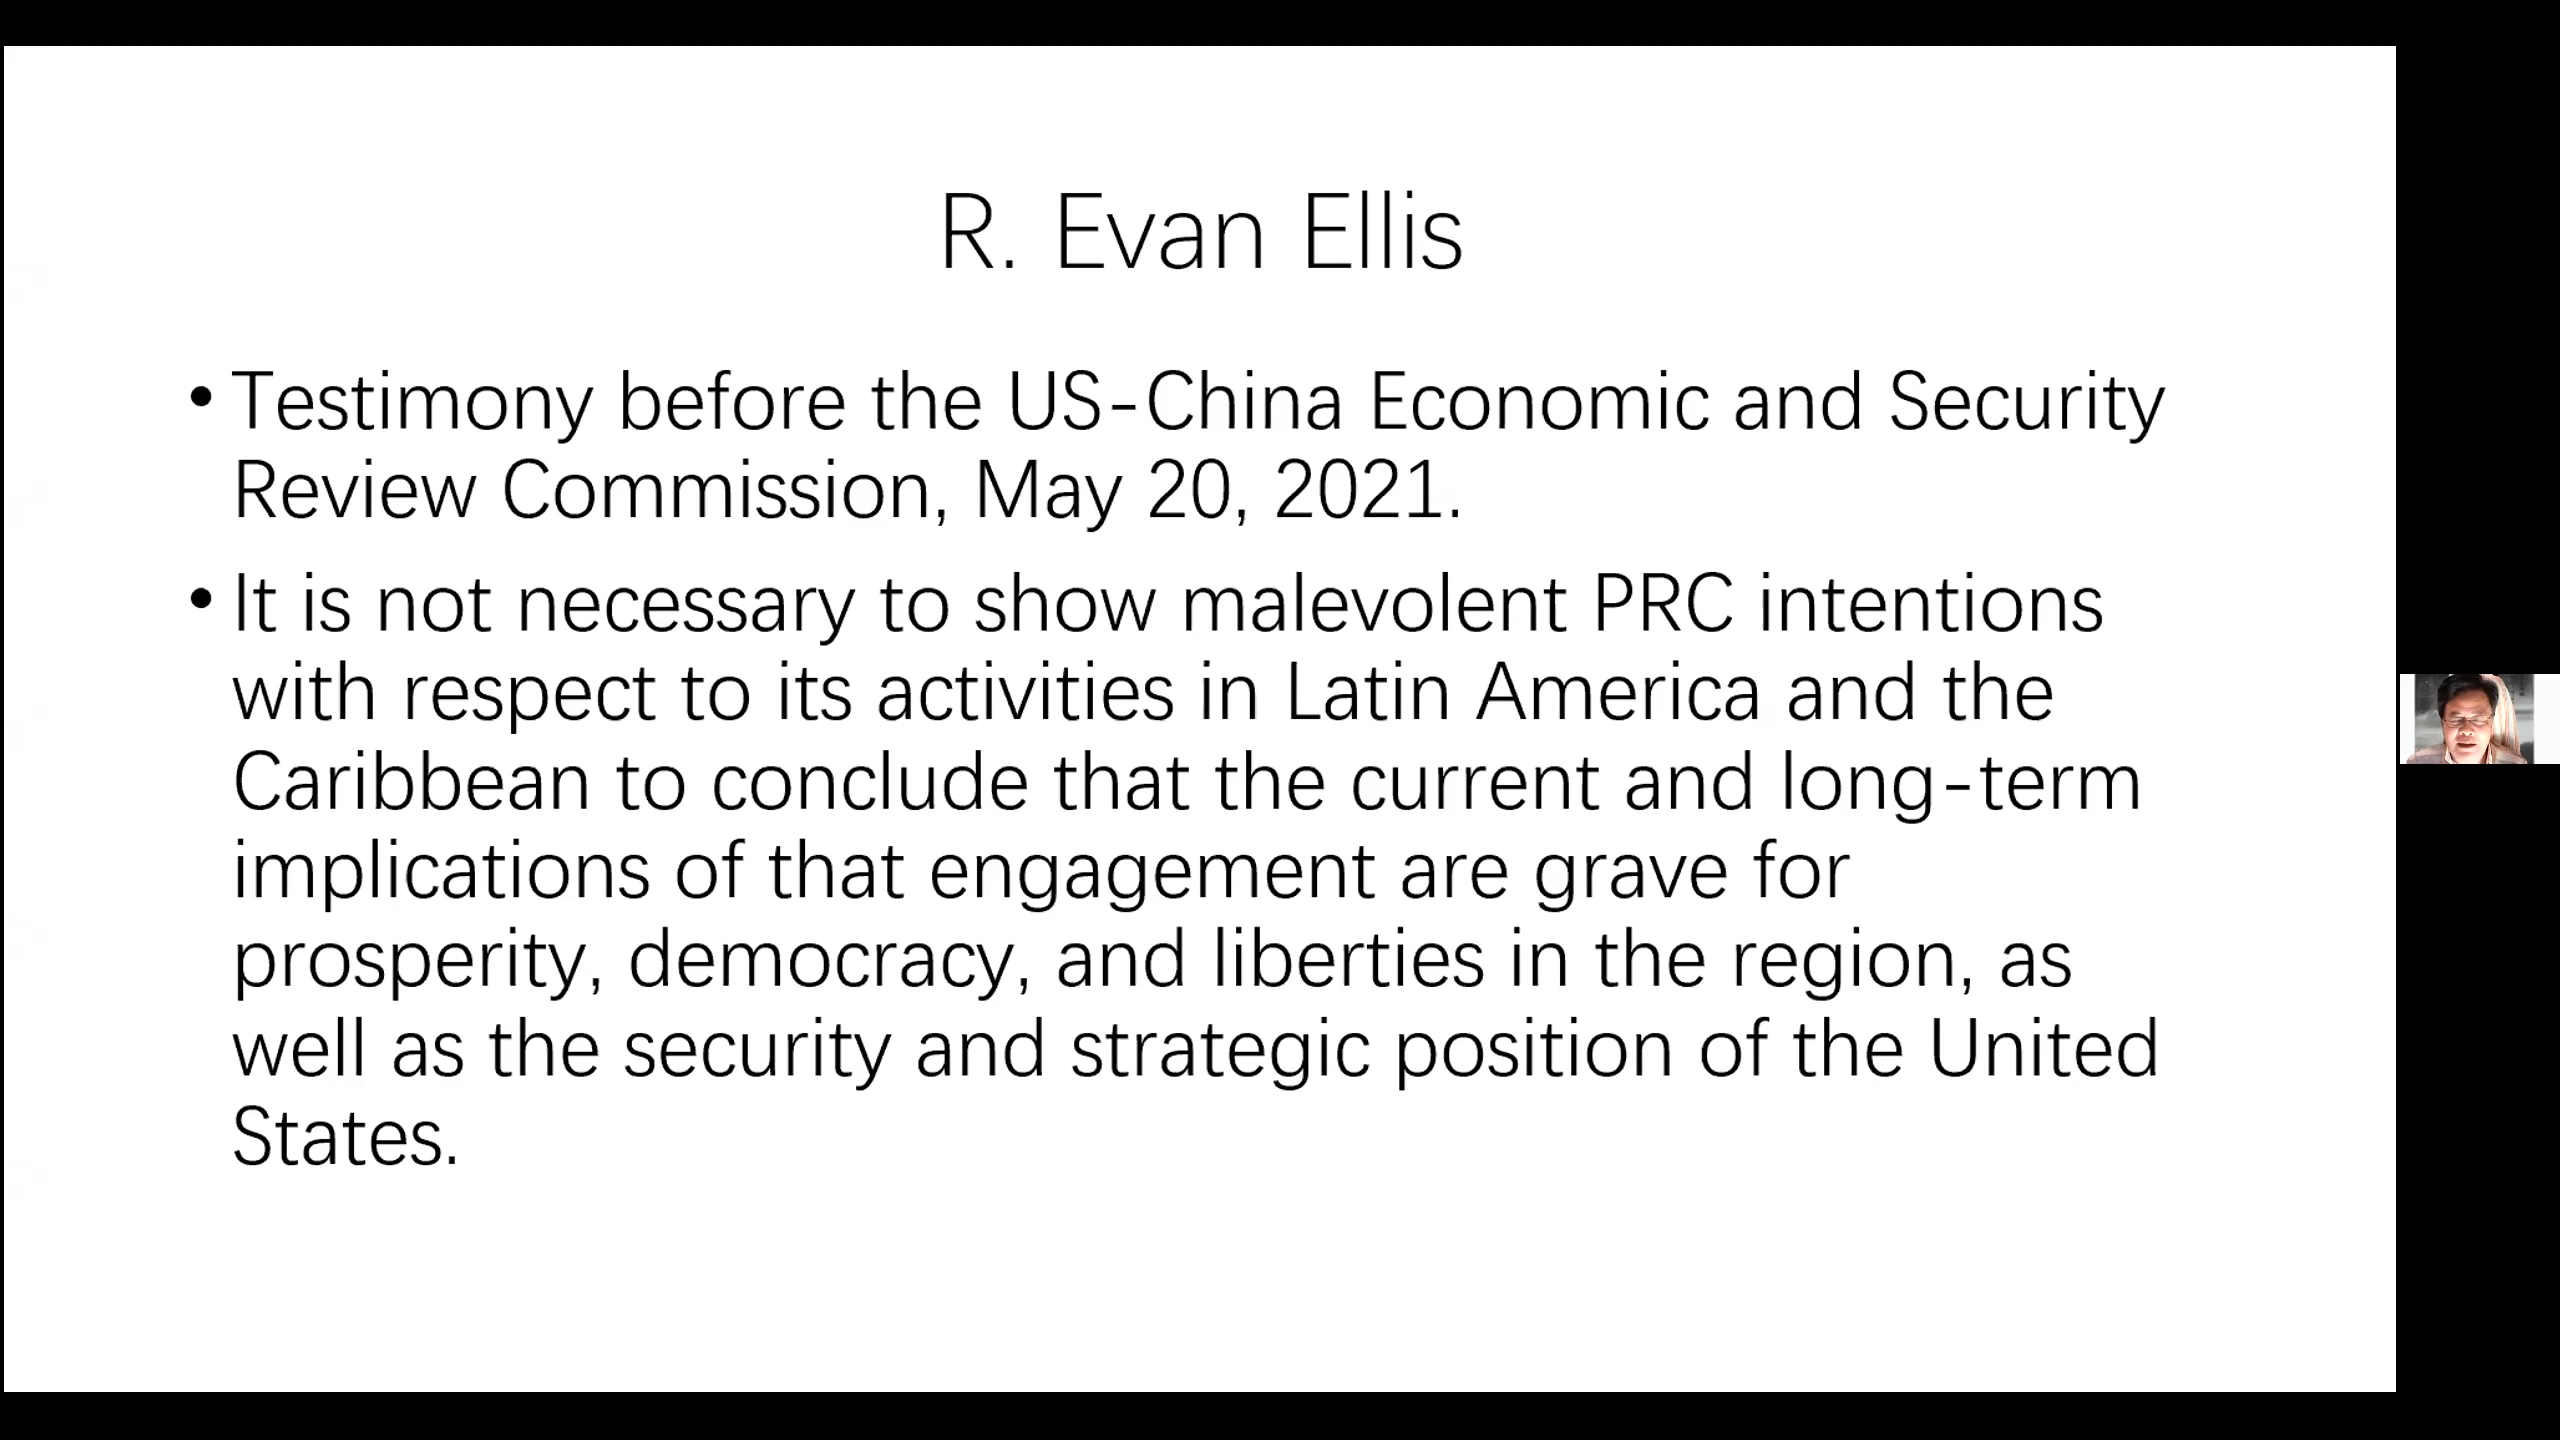 R. Evan Ellis
• Testimony before the US-China Economic and Security
Review Commission, May 20, 2021.
• It is not necessary to show malevolent PRC intentions
with respect to its activities in Latin America and the
Caribbean to conclude that the current and long-term
implications of that engagement are grave for
prosperity, democracy, and liberties in the region, as
well as the security and strategic position of the United
States.